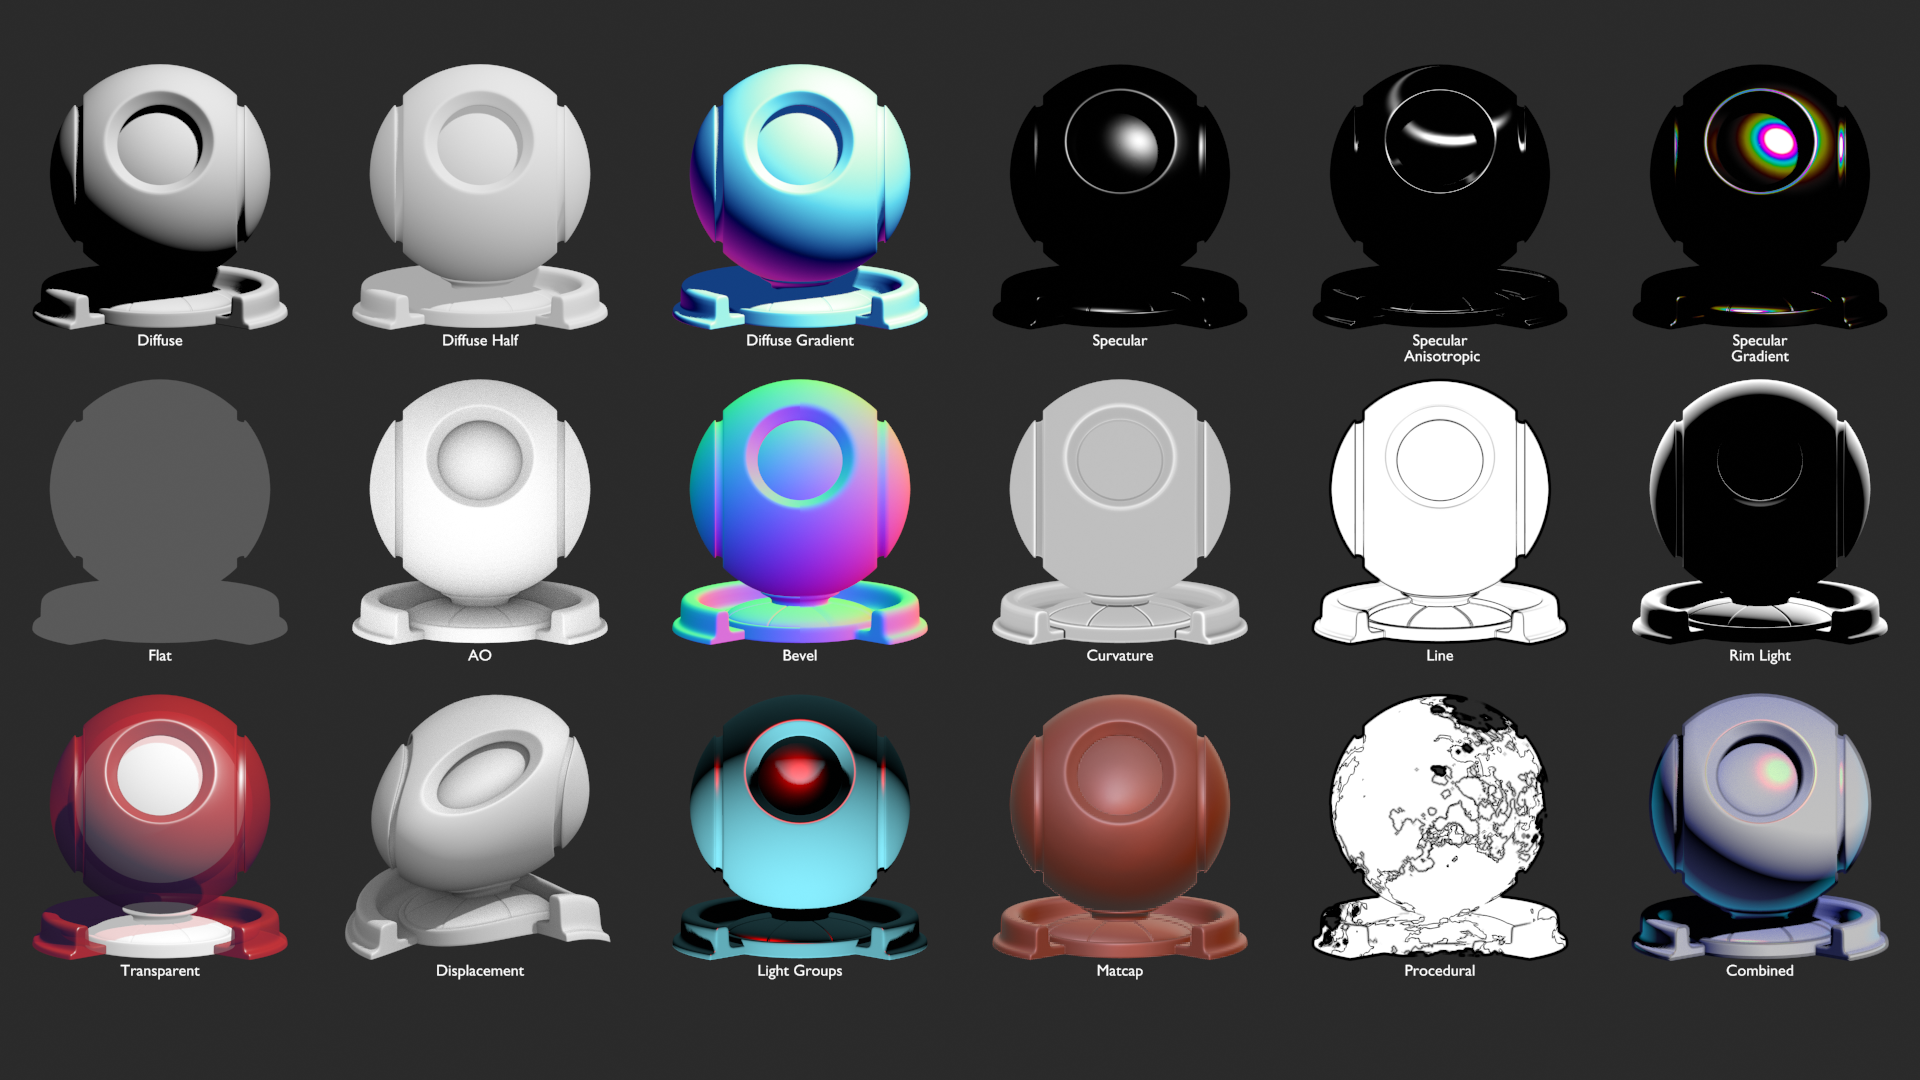 Diffuse
Diffuse Half
Diffuse Gradient
Specular
Specular
Anisotropic
Specular
Gradient
Flat
AO
Bevel
Curvature
Line
Rim Light
Transparent
Displacement
Light Groups
Matcap
Procedural
Combined